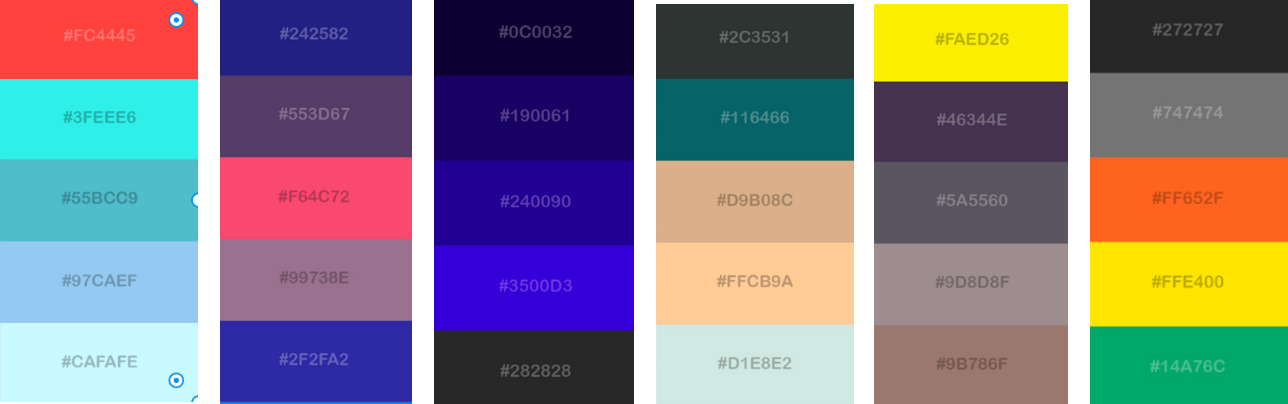 #FC4445
#3FEEE6
#55BCC9
#97CAEF
#CAFAFE
#242582
#553D67
#F64C72
#99738E
#2F2FA2
#0C0032
#190061
#240090
#3500D3
#282828
#2C3531
#116466
#D9B08C
#FFCB9A
#D1E8E2
#FAED26
#46344E
#5A5560
#9D8D8F
#9B786F
#272727
#747474
#FF652F
#FFE400
#14A76C